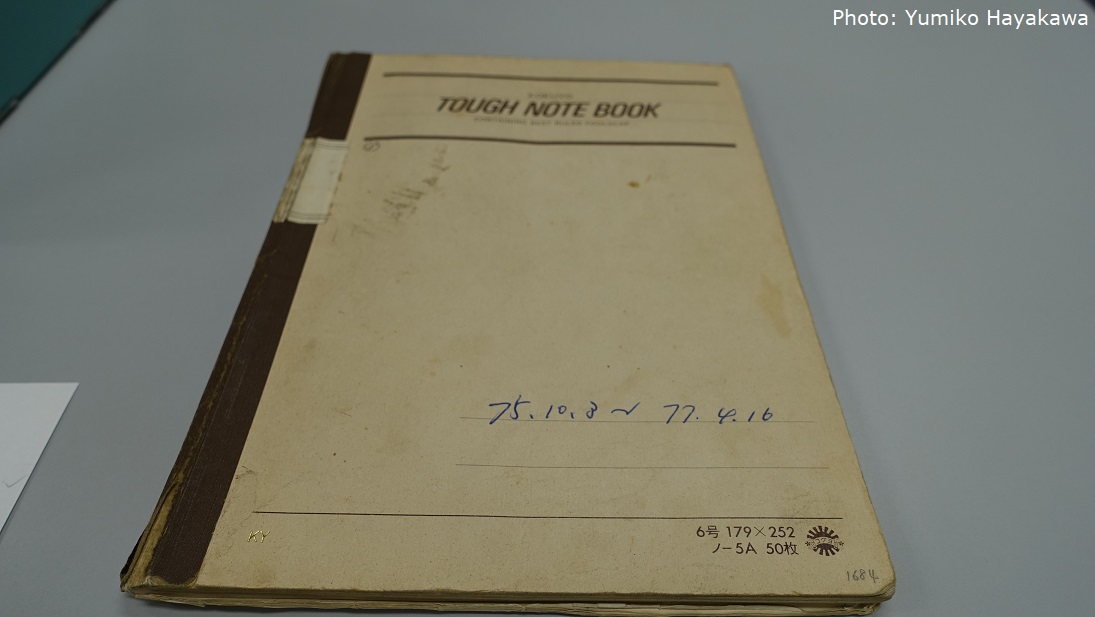 Photo: Yumiko Hayakawa
TOUGH NOTE BOOK
75.10.8 ~ 77.4.16
KY
6号 179×252
ノ-5A 50枚
1684